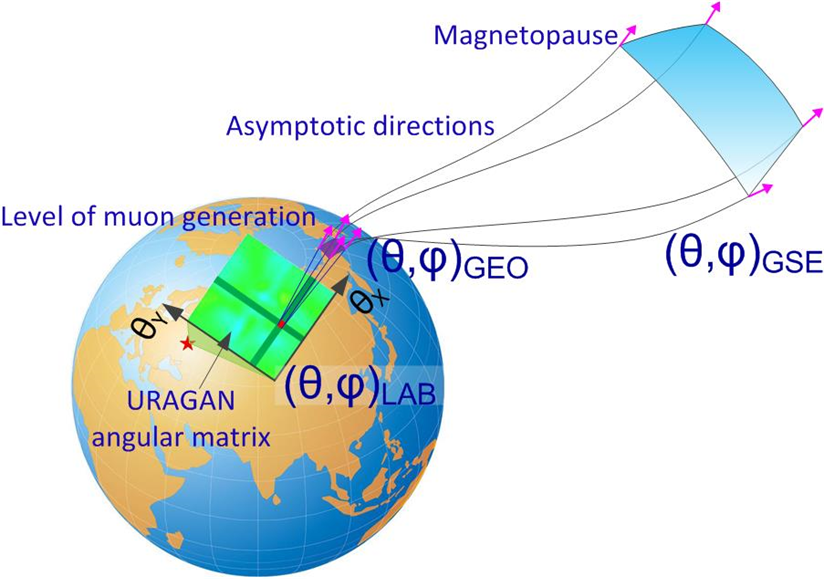 Magnetopause
Asymptotic directions
Level of muon generation
(θ,φ)GEO
(θ,φ)GSE
θX
θY
(θ,φ)LAB
URAGAN
angular matrix